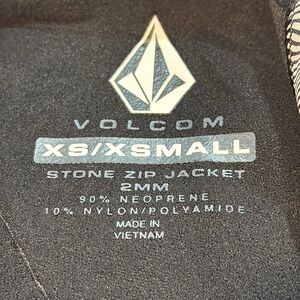 VOLCOM
XS/XSMALL
STONE ZIP JACKET
2MM
90% NEOPRENE
10% NYLON/POLYAMIDE
MADE IN
VIETNAM